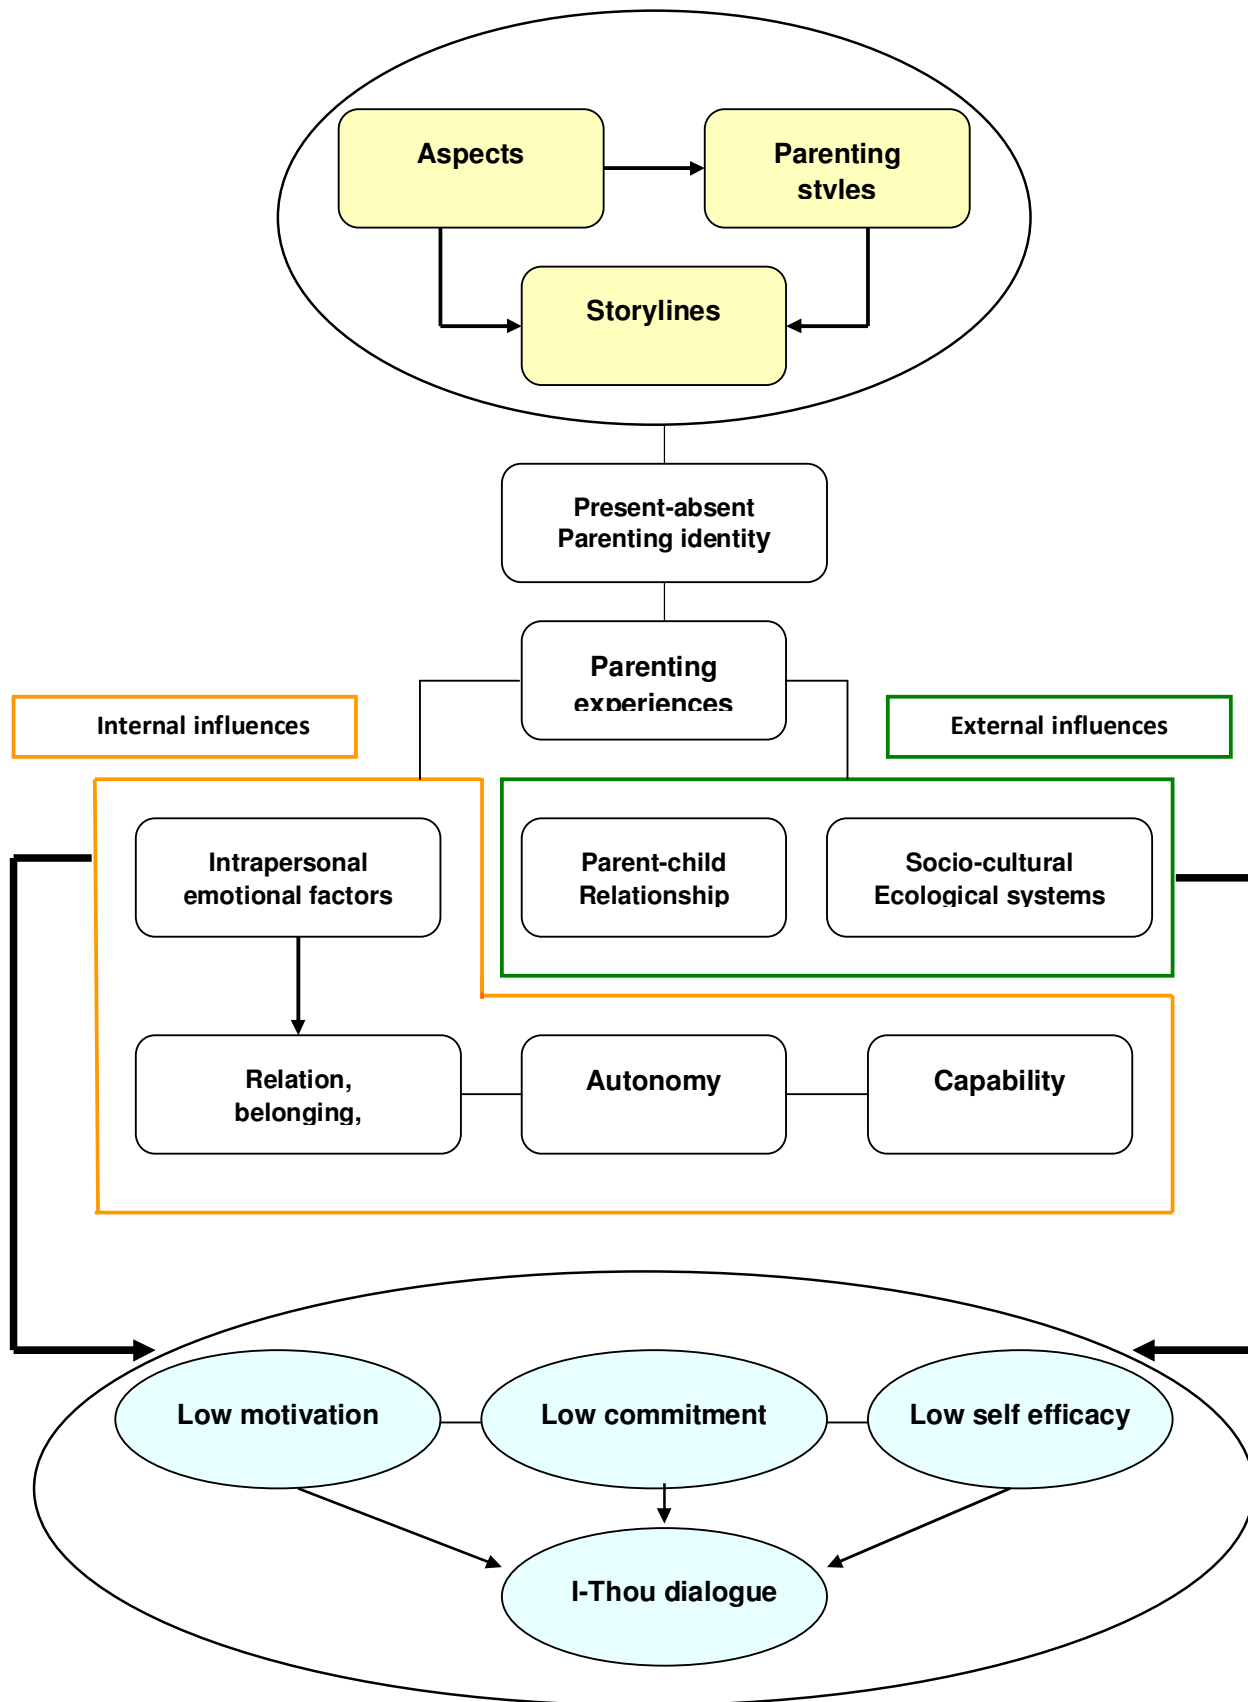 Aspects
Parenting
styles
Storylines
Present-absent
Parenting identity
Parenting
experiences
Internal influences
External influences
Intrapersonal
emotional factors
Parent-child
Relationship
Socio-cultural
Ecological systems
Relation,
belonging,
Autonomy
Capability
Low motivation
Low commitment
Low self efficacy
I-Thou dialogue